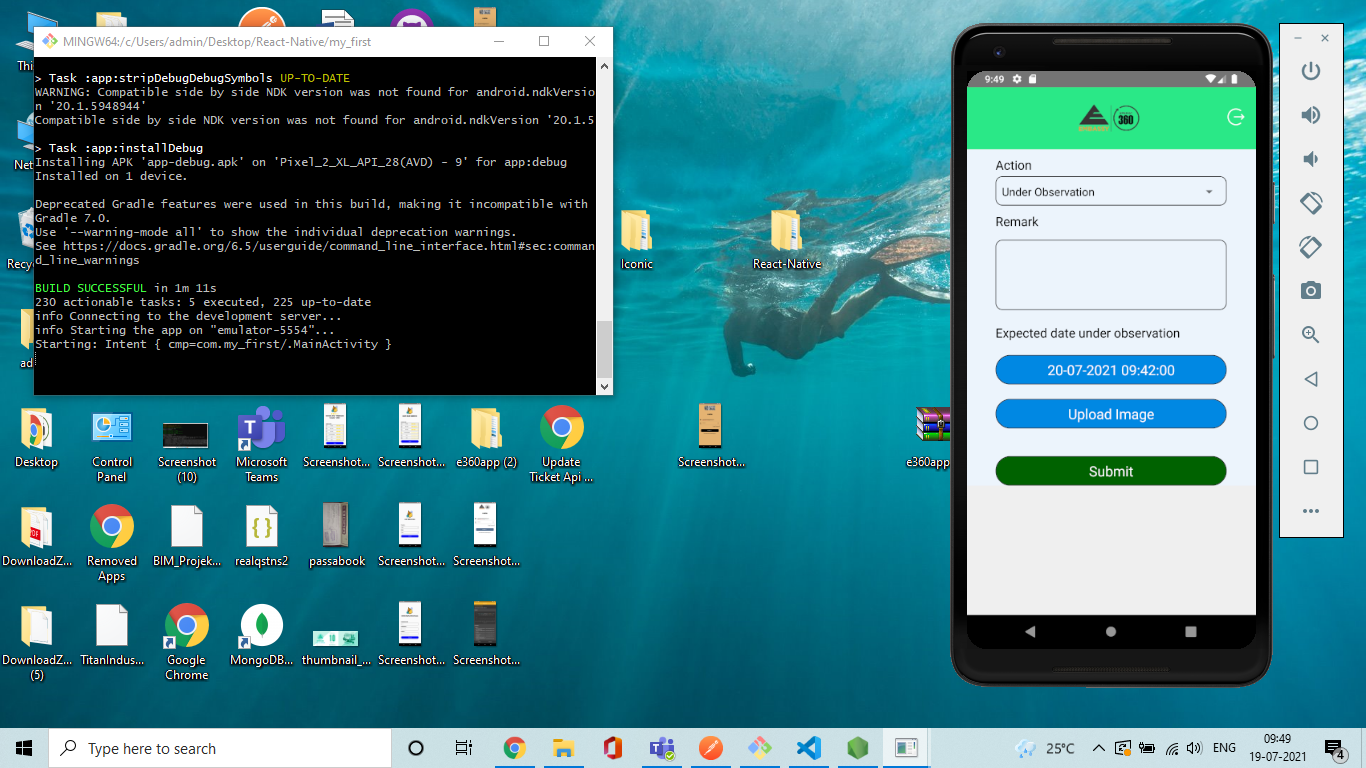 MINGW64:/c/Users/admin/Desktop/React-Native/my_first
> Task :app:stripDebugDebugSymbols UP-TO-DATE
WARNING: Compatible side by side NDK version was not found for android.ndkVersio
n '20.1.5948944'
Compatible side by side NDK version was not found for android.ndkVersion '20.1.5
> Task :app:installDebug
Installing APK 'app-debug.apk' on 'Pixel_2_XL_API_28(AVD) - 9' for app:debug
Installed on 1 device.
Deprecated Gradle features were used in this build, making it incompatible with
Gradle 7.0.
Use '--warning-mode all' to show the individual deprecation warnings.
See https://docs.gradle.org/6.5/userguide/command_line_interface.html#sec:comman
d_line_warnings
BUILD SUCCESSFUL in 1m 11s
230 actionable tasks: 5 executed, 225 up-to-date
info Connecting to the development server...
info Starting the app on "emulator-5554"...
Starting: Intent { cmp=com.my_first/.MainActivity }
Thi
Net
Recy
ad
Iconic
React-Native
Desktop
Control
Panel
Screenshot
(10)
Microsoft
Teams
Screenshot...
Screenshot...
e360app (2)
Update
Ticket Api ...
Screenshot...
e360app
DownloadZ...
Removed
Apps
BIM_Projek...
realqstns2
passabook
Screenshot...
Screenshot...
DownloadZ...
(5)
TitanIndus...
Google
Chrome
MongoDB...
thumbnail_...
Screenshot...
Screenshot...
9:49
360
Action
Under Observation
Remark
Expected date under observation
20-07-2021 09:42:00
Upload Image
Submit
Type here to search
25°C
ENG
09:49
19-07-2021
4